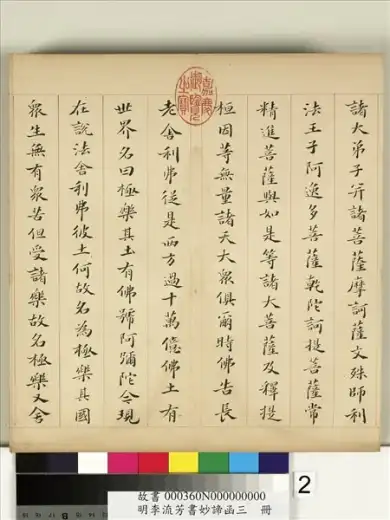 諸大弟子并諸菩薩摩訶薩文殊師利
法王子阿逸多菩薩乾陀訶提菩薩常
精進菩薩與如是等諸大菩薩及釋提
桓因等無量諸天大衆俱爾時佛告長
老舍利弗從是西方過十萬億佛土有
世界名曰極樂其土有佛號阿彌陀今現
在說法舍利弗彼土何故名為極樂其國
衆生無有衆苦但受諸樂故名極樂又舍
嘉慶御覽之寶
2
故書 000360N000000000
明李流芳書妙諦函三 冊